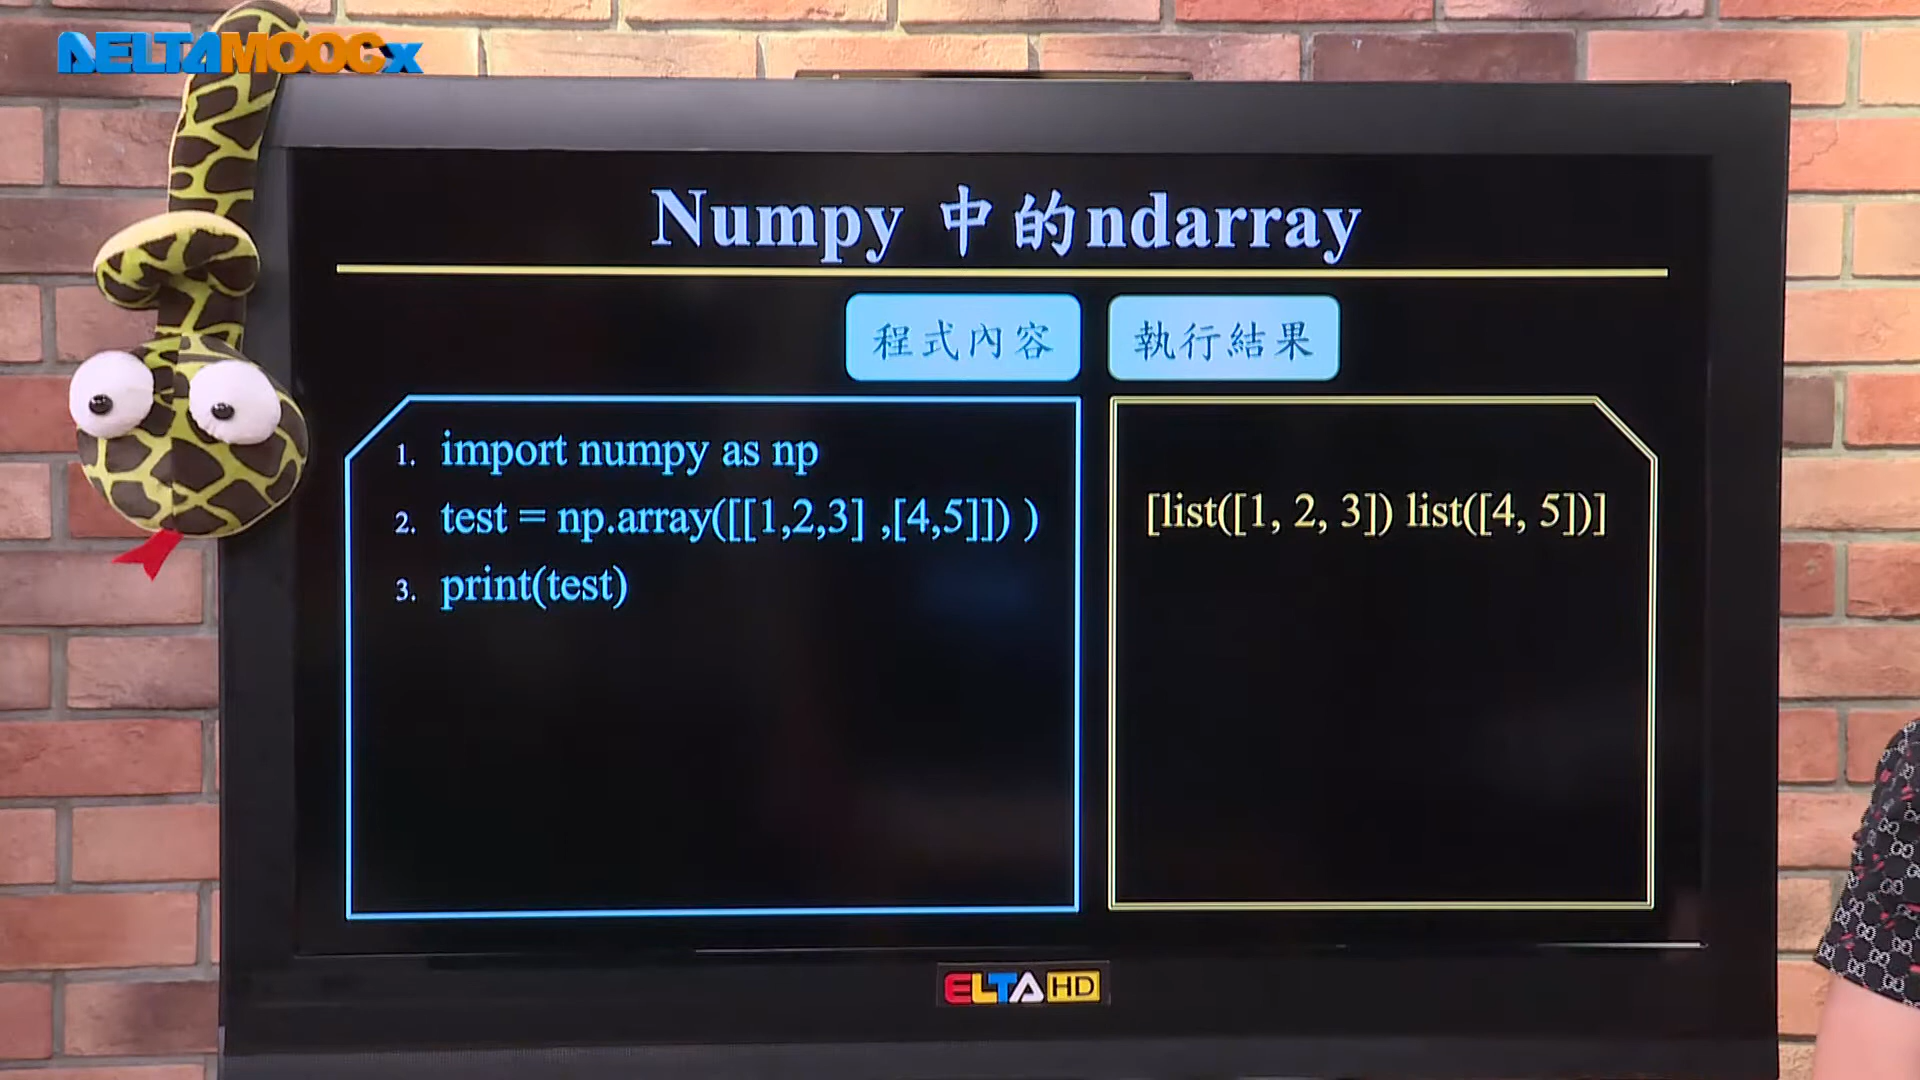 DELTAMOOCx
Numpy 中的ndarray
程式內容
執行結果
1. import numpy as np
2. test = np.array([[1,2,3] ,[4,5]]) )
3. print(test)
[list([1, 2, 3]) list([4, 5])]
ELTA HD